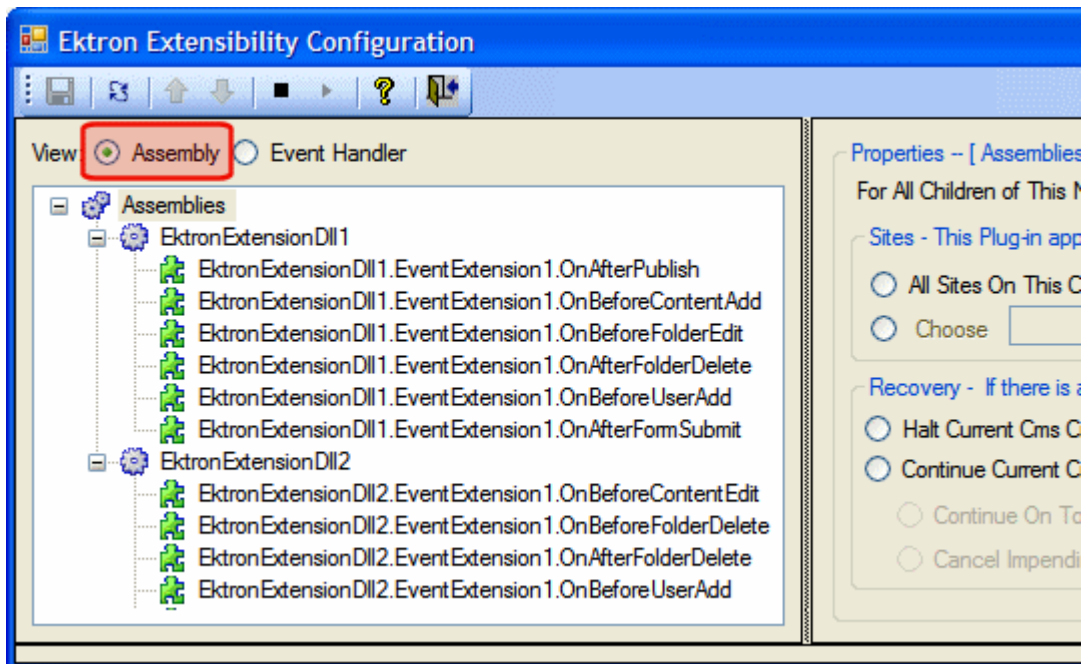 Ektron Extensibility Configuration
View: Assembly Event Handler
Assemblies
EktronExtensionDll1
EktronExtensionDll1.EventExtension1.OnAfterPublish
EktronExtensionDll1.EventExtension1.OnBeforeContentAdd
EktronExtensionDll1.EventExtension1.OnBeforeFolderEdit
EktronExtensionDll1.EventExtension1.OnAfterFolderDelete
EktronExtensionDll1.EventExtension1.OnBeforeUserAdd
EktronExtensionDll1.EventExtension1.OnAfterFormSubmit
EktronExtensionDll2
EktronExtensionDll2.EventExtension1.OnBeforeContentEdit
EktronExtensionDll2.EventExtension1.OnBeforeFolderDelete
EktronExtensionDll2.EventExtension1.OnAfterFolderDelete
EktronExtensionDll2.EventExtension1.OnBeforeUserAdd
Properties -- [ Assemblies
For All Children of This
Sites - This Plug-in app
All Sites On This C
Choose
Recovery - If there is a
Halt Current Cms C
Continue Current C
Continue On To
Cancel Impendi